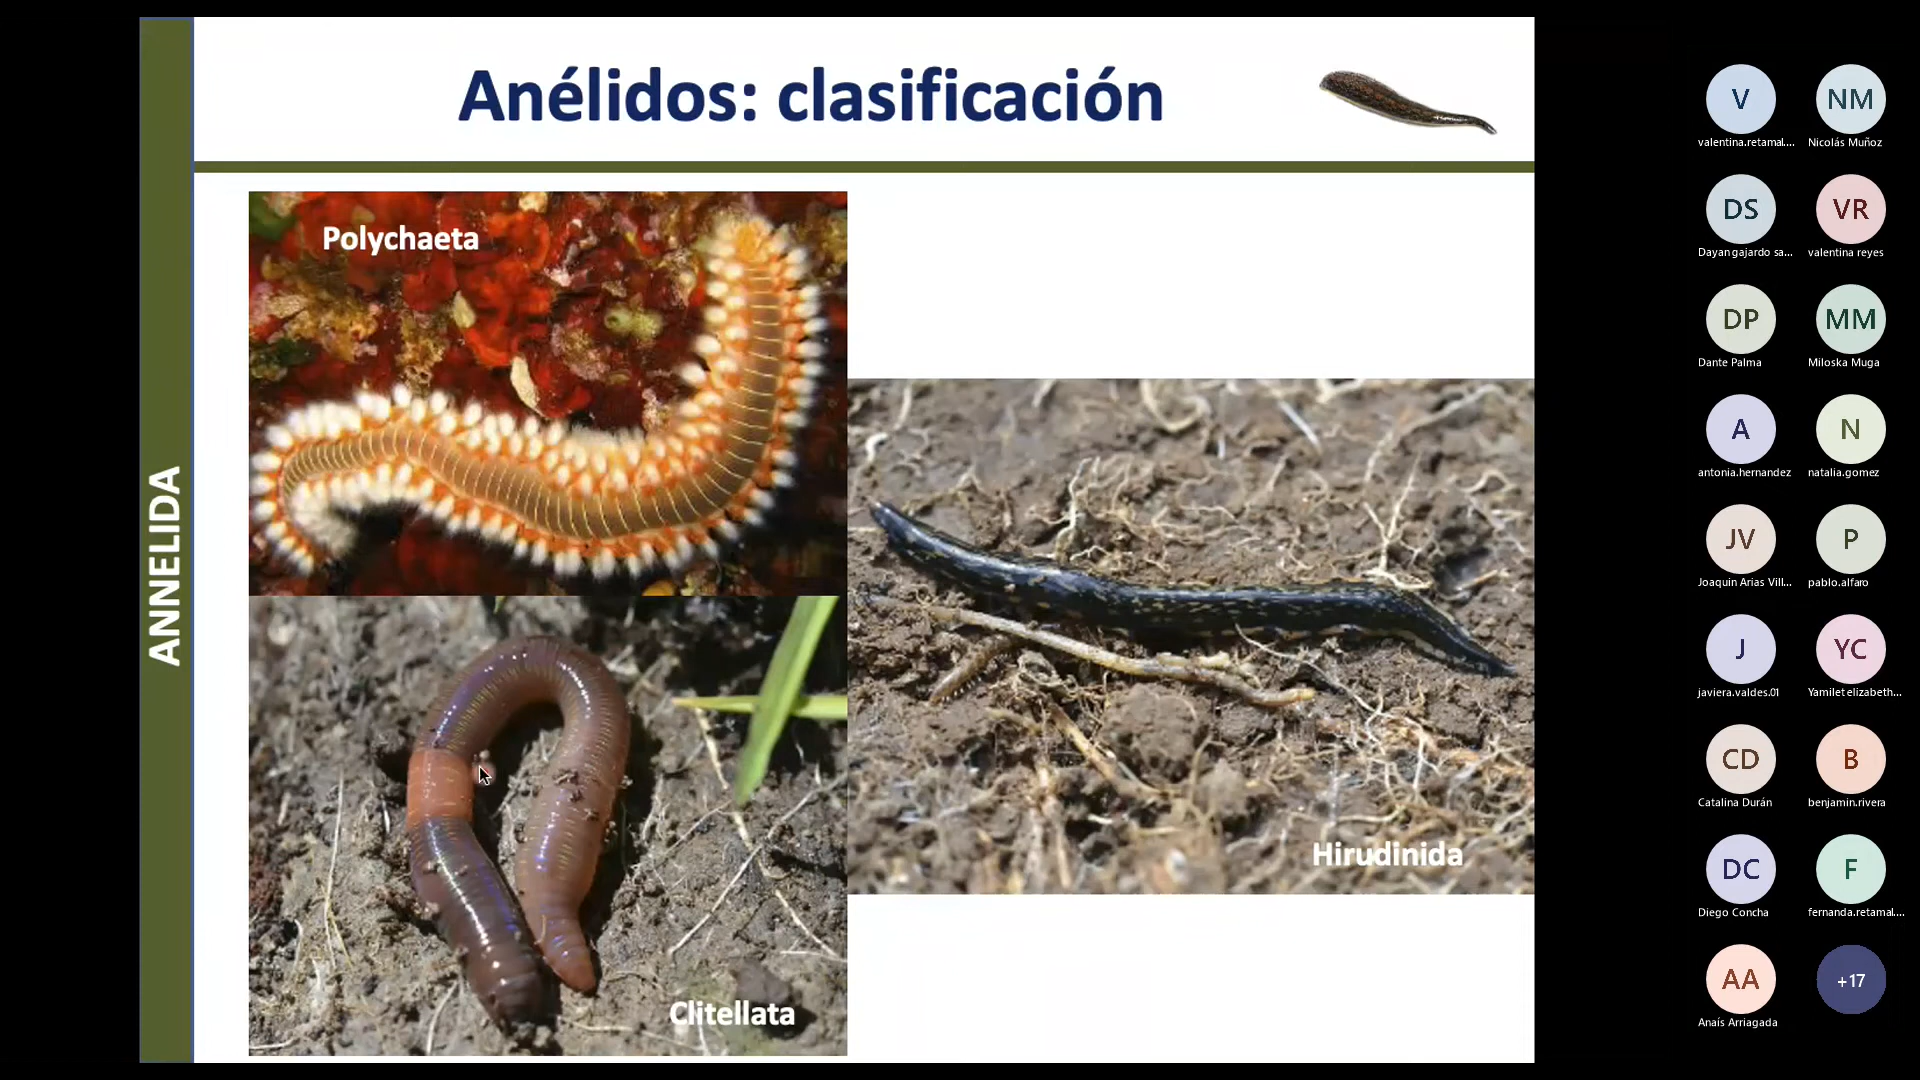 Anélidos: clasificación
ANNELIDA
Polychaeta
Clitellata
Hirudinida
V
valentina.retamal....
NM
Nicolás Muñoz
DS
Dayan gajardo sa...
VR
valentina reyes
DP
Dante Palma
MM
Miloska Muga
A
antonia.hernandez
N
natalia.gomez
JV
Joaquin Arias Vill...
P
pablo.alfaro
J
javiera.valdes.01
YC
Yamilet elizabeth...
CD
Catalina Durán
B
benjamin.rivera
DC
Diego Concha
F
fernanda.retamal....
AA
Anaís Arriagada
+17